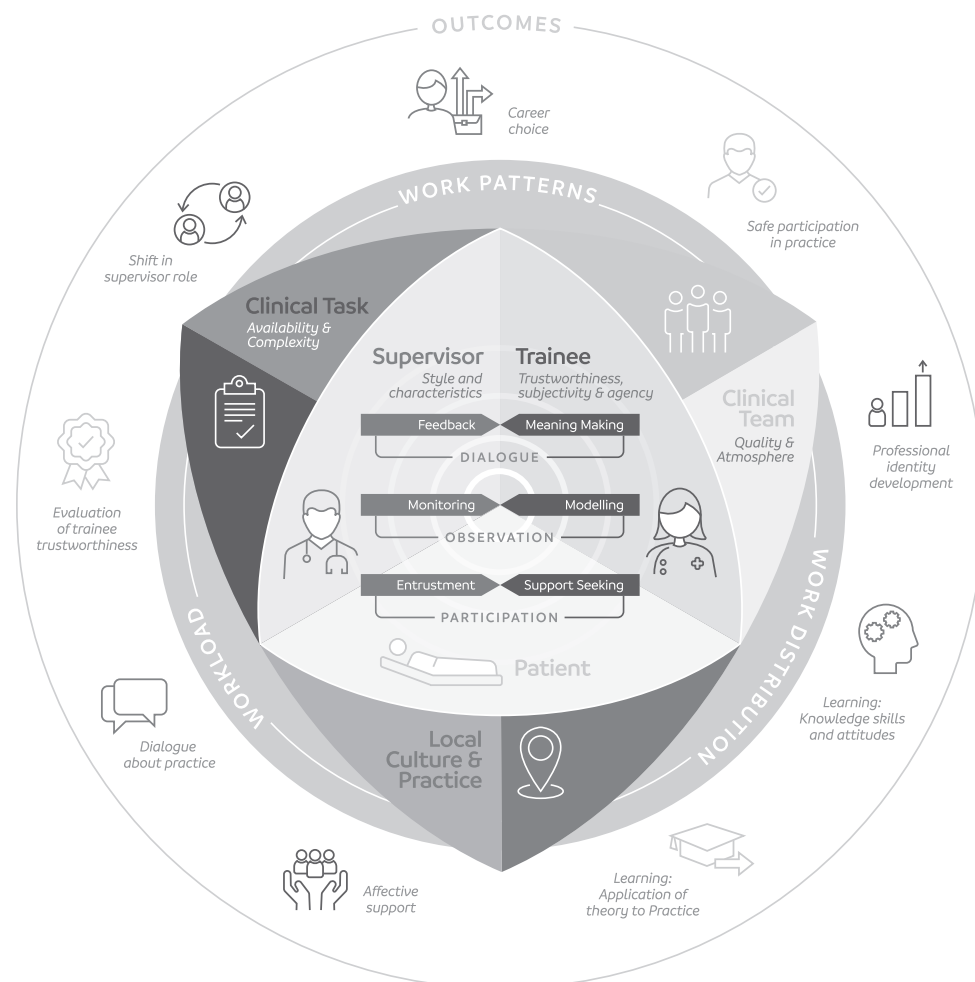 OUTCOMES
Career
choice
Safe participation
in practice
Shift in
supervisor role
WORK PATTERNS
Clinical Task
Availability &
Complexity
Supervisor
Style and
characteristics
Trainee
Trustworthiness,
subjectivity & agency
Clinical
Team
Quality &
Atmosphere
Feedback
Meaning Making
DIALOGUE
Monitoring
Modelling
OBSERVATION
Entrustment
Support Seeking
PARTICIPATION
Patient
Professional
identity
development
Evaluation
of trainee
trustworthiness
WORKLOAD
WORK DISTRIBUTION
Local
Culture &
Practice
Learning:
Knowledge skills
and attitudes
Dialogue
about practice
Affective
support
Learning:
Application of
theory to Practice